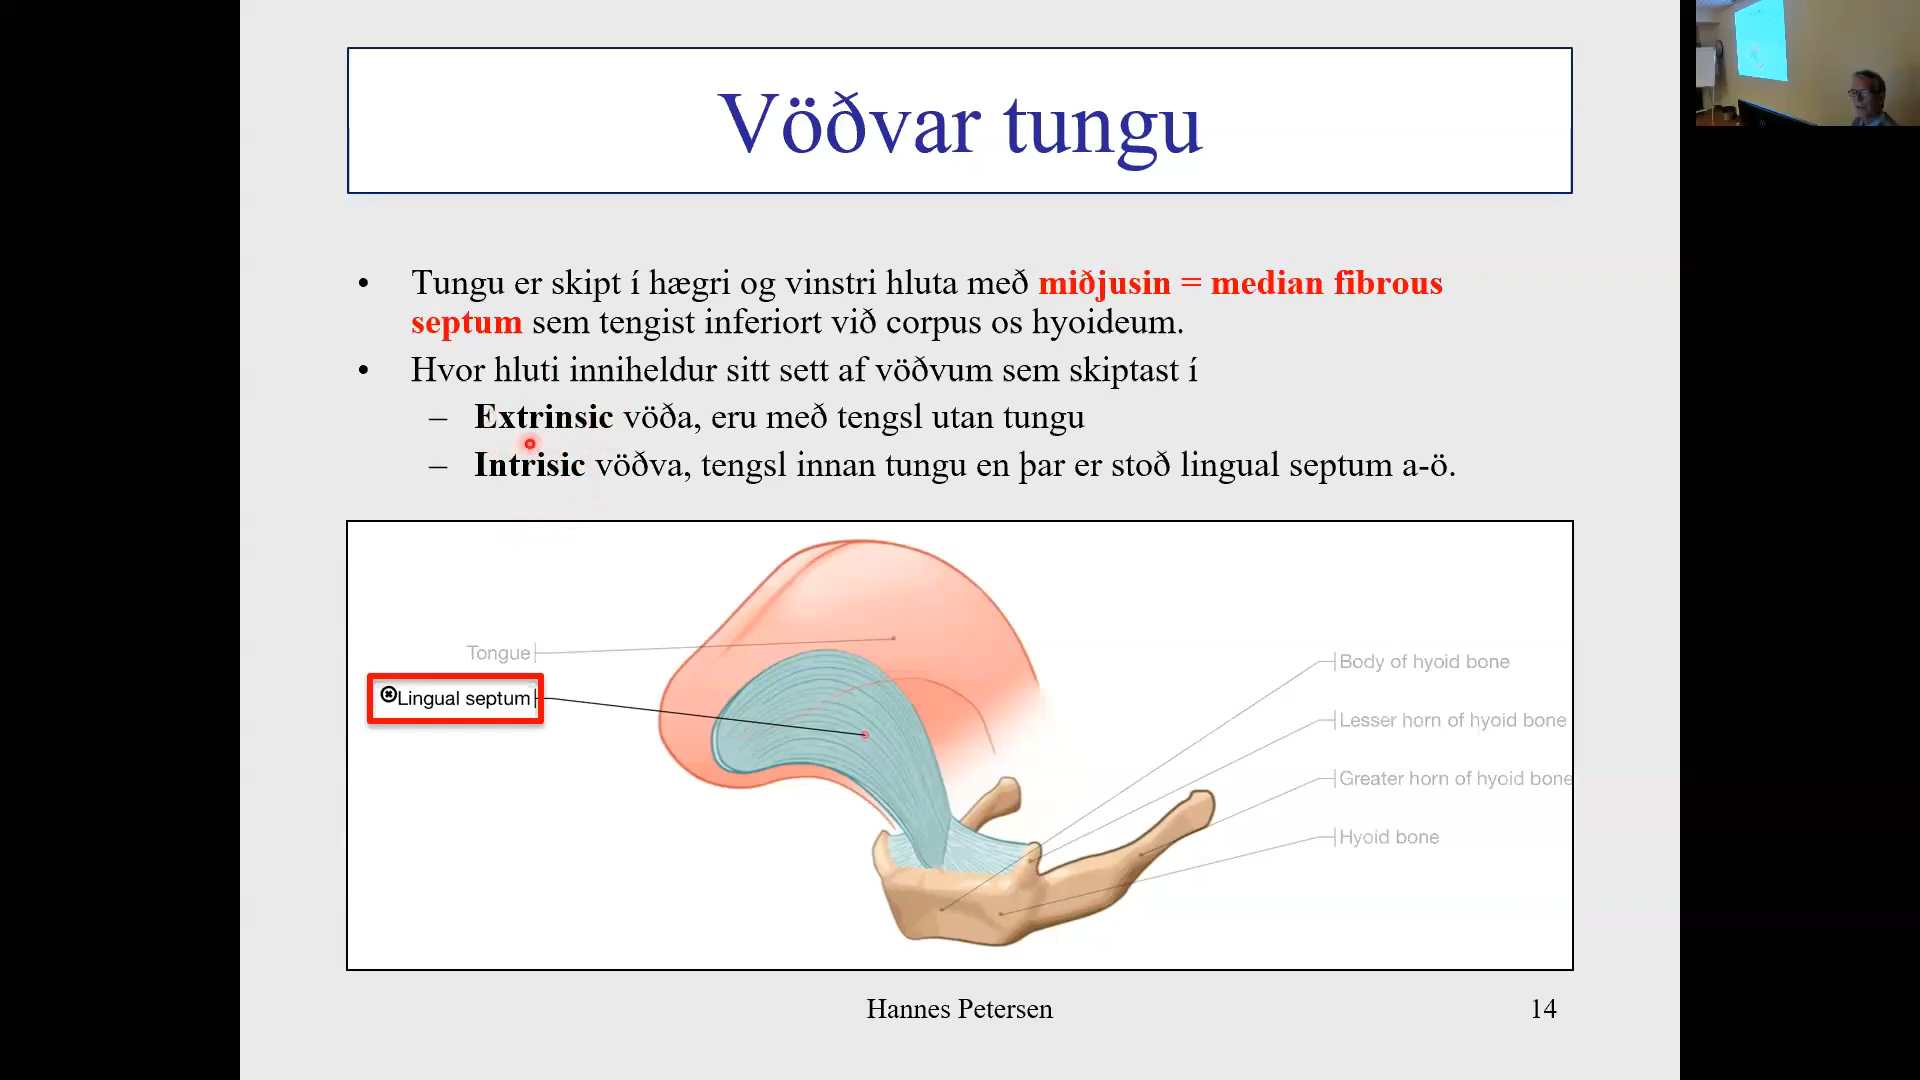 Vöðvar tungu
• Tungu er skipt í hægri og vinstri hluta með miðjusin = median fibrous
septum sem tengist inferiort við corpus os hyoideum.
• Hvor hluti inniheldur sitt sett af vöðvum sem skiptast í
– Extrinsic vöða, eru með tengsl utan tungu
– Intrisic vöðva, tengsl innan tungu en þar er stoð lingual septum a-ö.
Tongue
Lingual septum
Body of hyoid bone
Lesser horn of hyoid bone
Greater horn of hyoid bone
Hyoid bone
Hannes Petersen
14